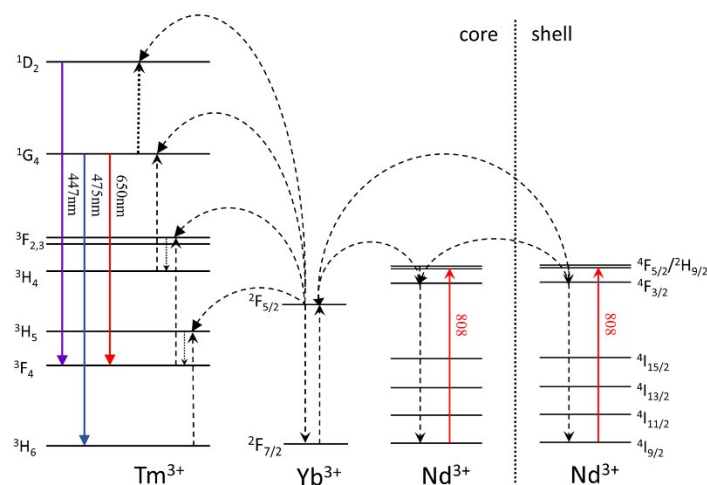 core shell
¹D₂
¹G₄
447nm
475nm
650nm
³F₂,₃
³H₄
³H₅
³F₄
³H₆
²F₅/₂
²F₇/₂
808
808
⁴F₅/₂/²H₉/₂
⁴F₃/₂
⁴I₁₅/₂
⁴I₁₃/₂
⁴I₁₁/₂
⁴I₉/₂
Tm³⁺ Yb³⁺ Nd³⁺ Nd³⁺